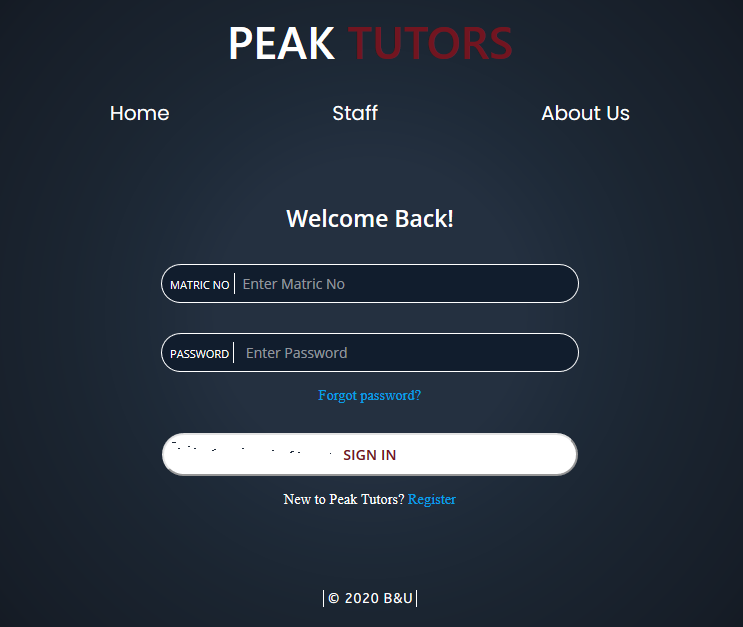 PEAK TUTORS
Home Staff About Us
Welcome Back!
MATRIC NO Enter Matric No
PASSWORD Enter Password
Forgot password?
SIGN IN
New to Peak Tutors? Register
|© 2020 B&U|